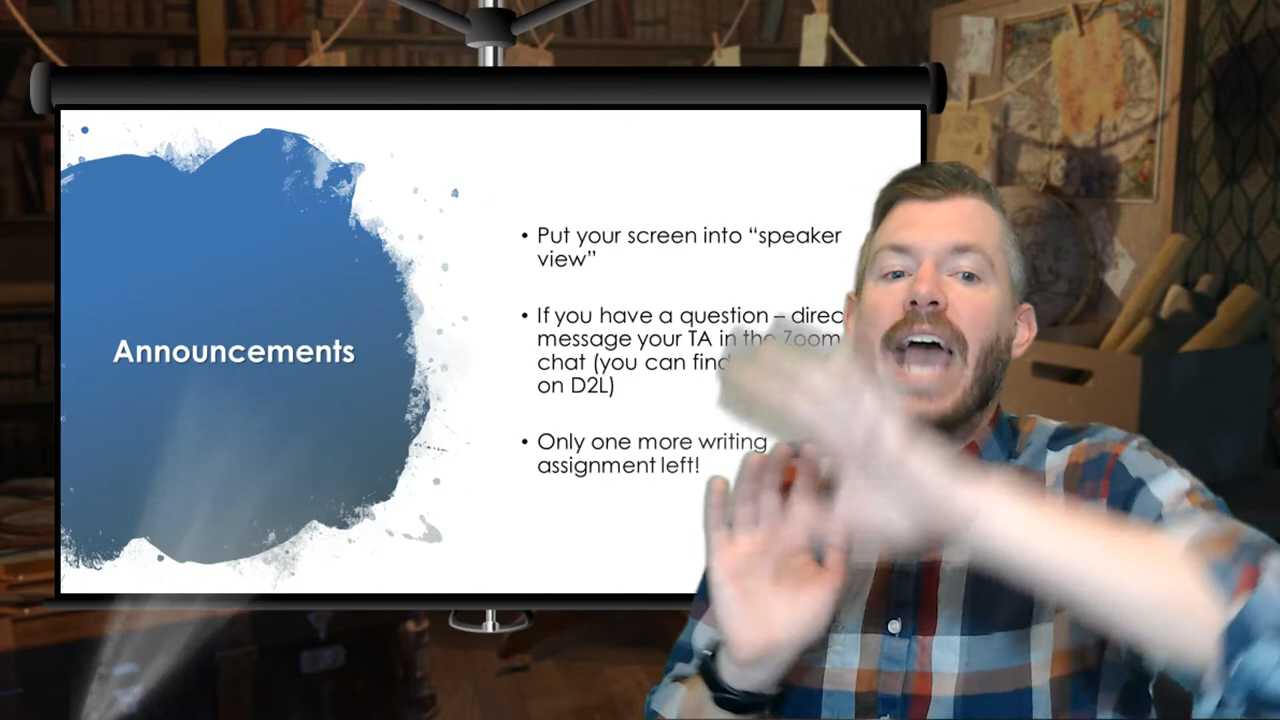 Announcements
• Put your screen into “speaker
view”
• If you have a question – direc
message your TA in the Zoom
chat (you can find
on D2L)
• Only one more writing
assignment left!